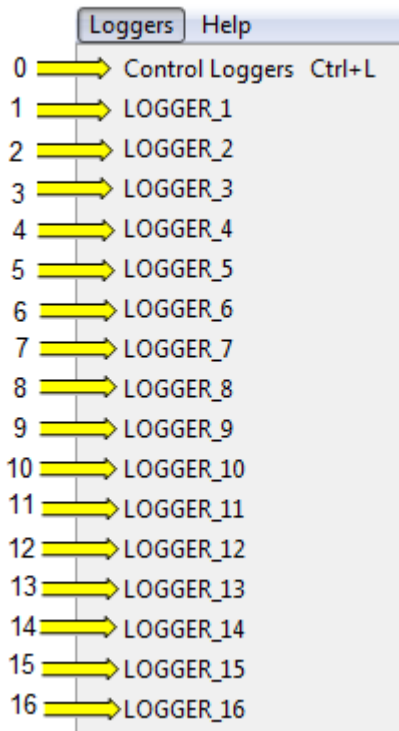 Loggers Help
0 Control Loggers Ctrl+L
1 LOGGER_1
2 LOGGER_2
3 LOGGER_3
4 LOGGER_4
5 LOGGER_5
6 LOGGER_6
7 LOGGER_7
8 LOGGER_8
9 LOGGER_9
10 LOGGER_10
11 LOGGER_11
12 LOGGER_12
13 LOGGER_13
14 LOGGER_14
15 LOGGER_15
16 LOGGER_16